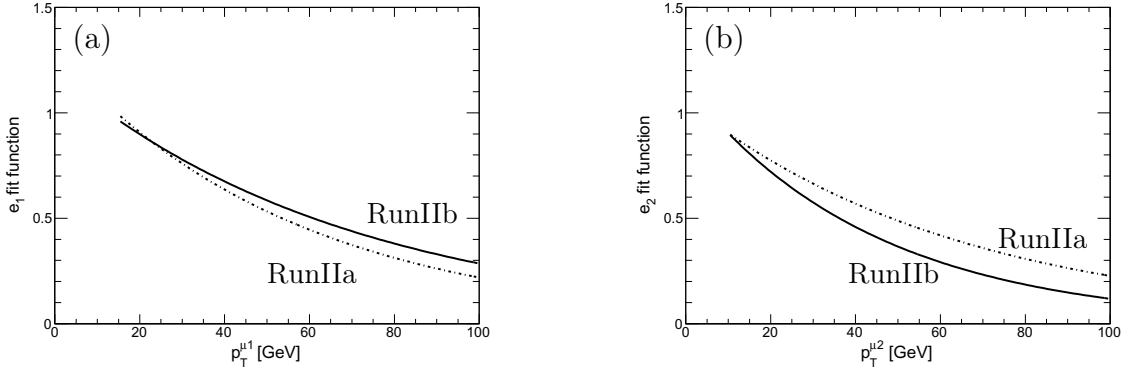 (a)
e₁ fit function
1.5
1
0.5
0
RunIIb
RunIIa
0 20 40 60 80 100
p_T^{μ1} [GeV]
(b)
e₂ fit function
1.5
1
0.5
0
RunIIa
RunIIb
0 20 40 60 80 100
p_T^{μ2} [GeV]